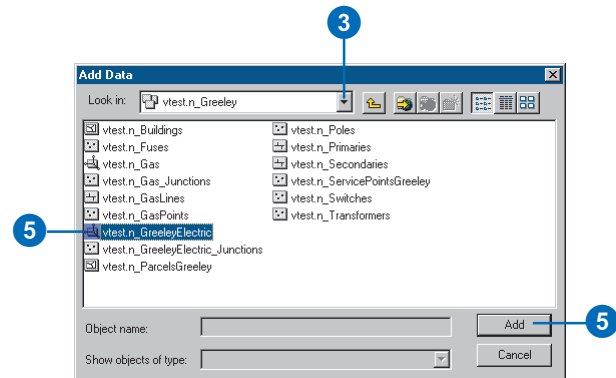 3
Add Data
Look in: vtest.n_Greeley
vtest.n_Buildings
vtest.n_Fuses
vtest.n_Gas
vtest.n_Gas_Junctions
vtest.n_GasLines
vtest.n_GasPoints
5 vtest.n_GreeleyElectric
vtest.n_GreeleyElectric_Junctions
vtest.n_ParcelsGreeley
vtest.n_Poles
vtest.n_Primaries
vtest.n_Secondaries
vtest.n_ServicePointsGreeley
vtest.n_Switches
vtest.n_Transformers
Object name:
Add 5
Show objects of type:
Cancel